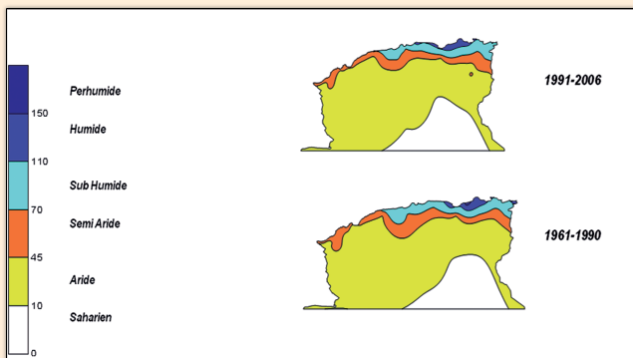 Perhumide
150
Humide
110
Sub Humide
70
Semi Aride
45
Aride
10
Saharien
0
1991-2006
1961-1990